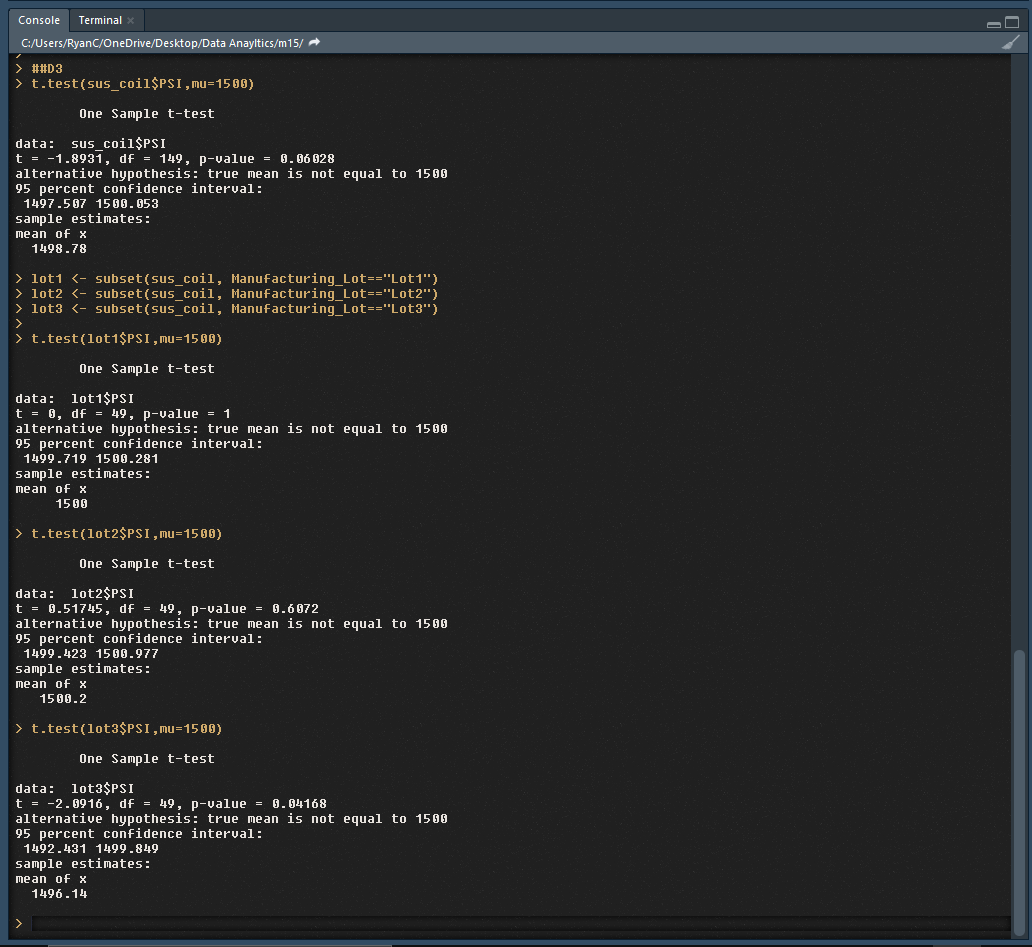 Console Terminal ×
C:/Users/RyanC/OneDrive/Desktop/Data Anayltics/m15/
>
> ##D3
> t.test(sus_coil$PSI,mu=1500)
One Sample t-test
data:  sus_coil$PSI
t = -1.8931, df = 149, p-value = 0.06028
alternative hypothesis: true mean is not equal to 1500
95 percent confidence interval:
1497.507 1500.053
sample estimates:
mean of x
1498.78
> lot1 <- subset(sus_coil, Manufacturing_Lot=="Lot1")
> lot2 <- subset(sus_coil, Manufacturing_Lot=="Lot2")
> lot3 <- subset(sus_coil, Manufacturing_Lot=="Lot3")
>
> t.test(lot1$PSI,mu=1500)
One Sample t-test
data:  lot1$PSI
t = 0, df = 49, p-value = 1
alternative hypothesis: true mean is not equal to 1500
95 percent confidence interval:
1499.719 1500.281
sample estimates:
mean of x
1500
> t.test(lot2$PSI,mu=1500)
One Sample t-test
data:  lot2$PSI
t = 0.51745, df = 49, p-value = 0.6072
alternative hypothesis: true mean is not equal to 1500
95 percent confidence interval:
1499.423 1500.977
sample estimates:
mean of x
1500.2
> t.test(lot3$PSI,mu=1500)
One Sample t-test
data:  lot3$PSI
t = -2.0916, df = 49, p-value = 0.04168
alternative hypothesis: true mean is not equal to 1500
95 percent confidence interval:
1492.431 1499.849
sample estimates:
mean of x
1496.14
>